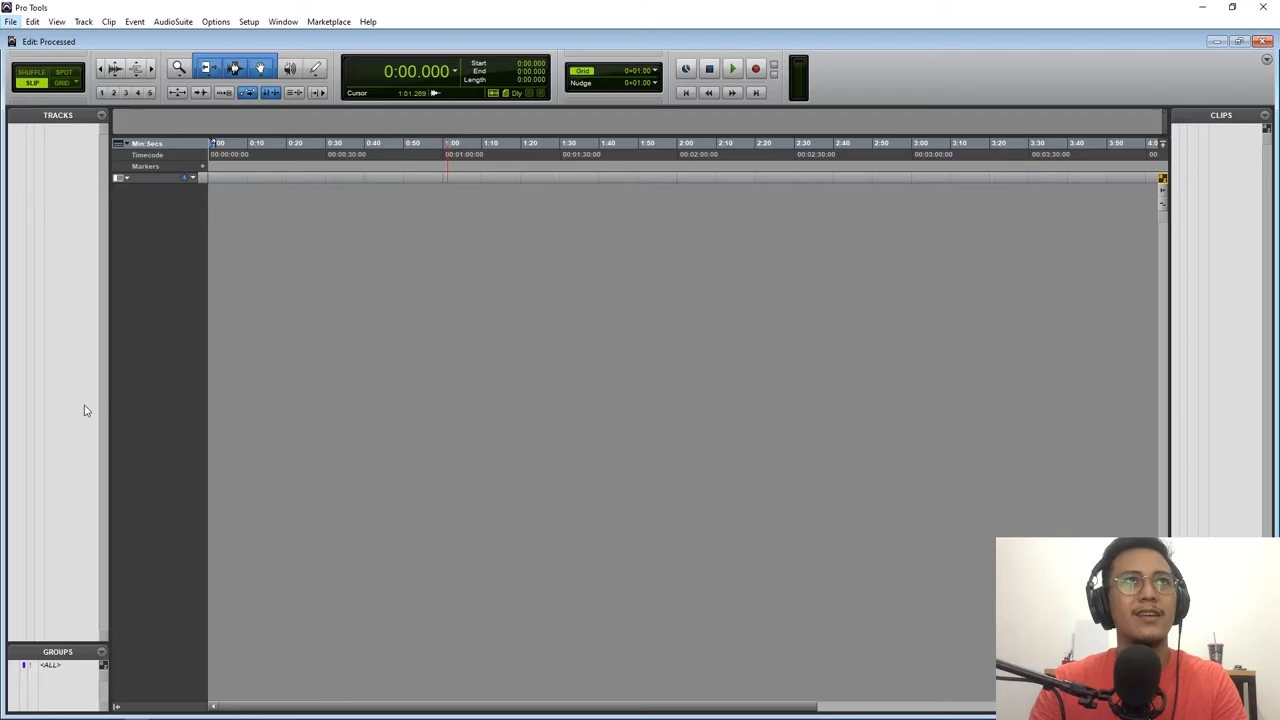 Pro Tools
File Edit View Track Clip Event AudioSuite Options Setup Window Marketplace Help
Edit: Processed
SHUFFLE SPOT
SLIP GRID
1 2 3 4 5
0:00.000
Start 0:00.000
End 0:00.000
Length 0:00.000
Cursor 1:01.269 Dly
Grid 0+01.00
Nudge 0+01.00
TRACKS
CLIPS
Min:Secs 0:00 0:10 0:20 0:30 0:40 0:50 1:00 1:10 1:20 1:30 1:40 1:50 2:00 2:10 2:20 2:30 2:40 2:50 3:00 3:10 3:20 3:30 3:40 3:50 4:0
Timecode 00:00:00:00 00:00:30:00 00:01:00:00 00:01:30:00 00:02:00:00 00:02:30:00 00:03:00:00 00:03:30:00 00
Markers
GROUPS
! <ALL>